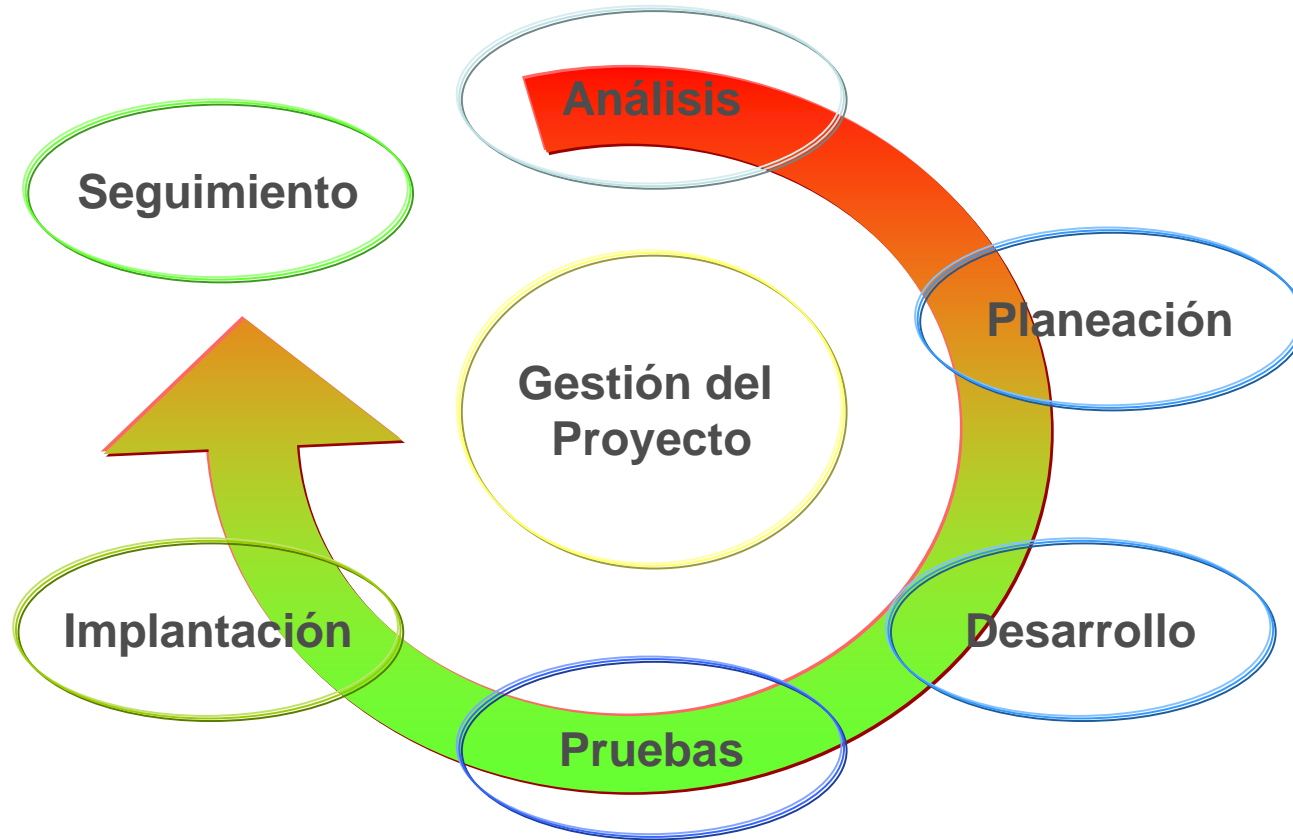 Análisis
Seguimiento
Planeación
Gestión del
Proyecto
Implantación
Desarrollo
Pruebas